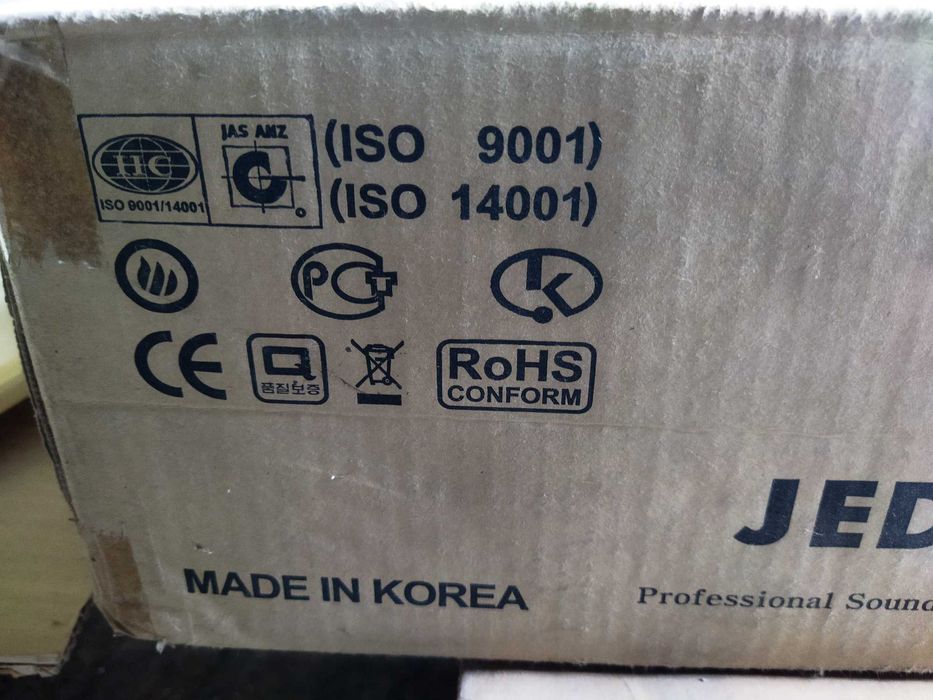 IIC
ISO 9001/14001
JAS ANZ
(ISO 9001)
(ISO 14001)
PCT
K
CE
Q
품질보증
RoHS
CONFORM
JED
MADE IN KOREA
Professional Sound